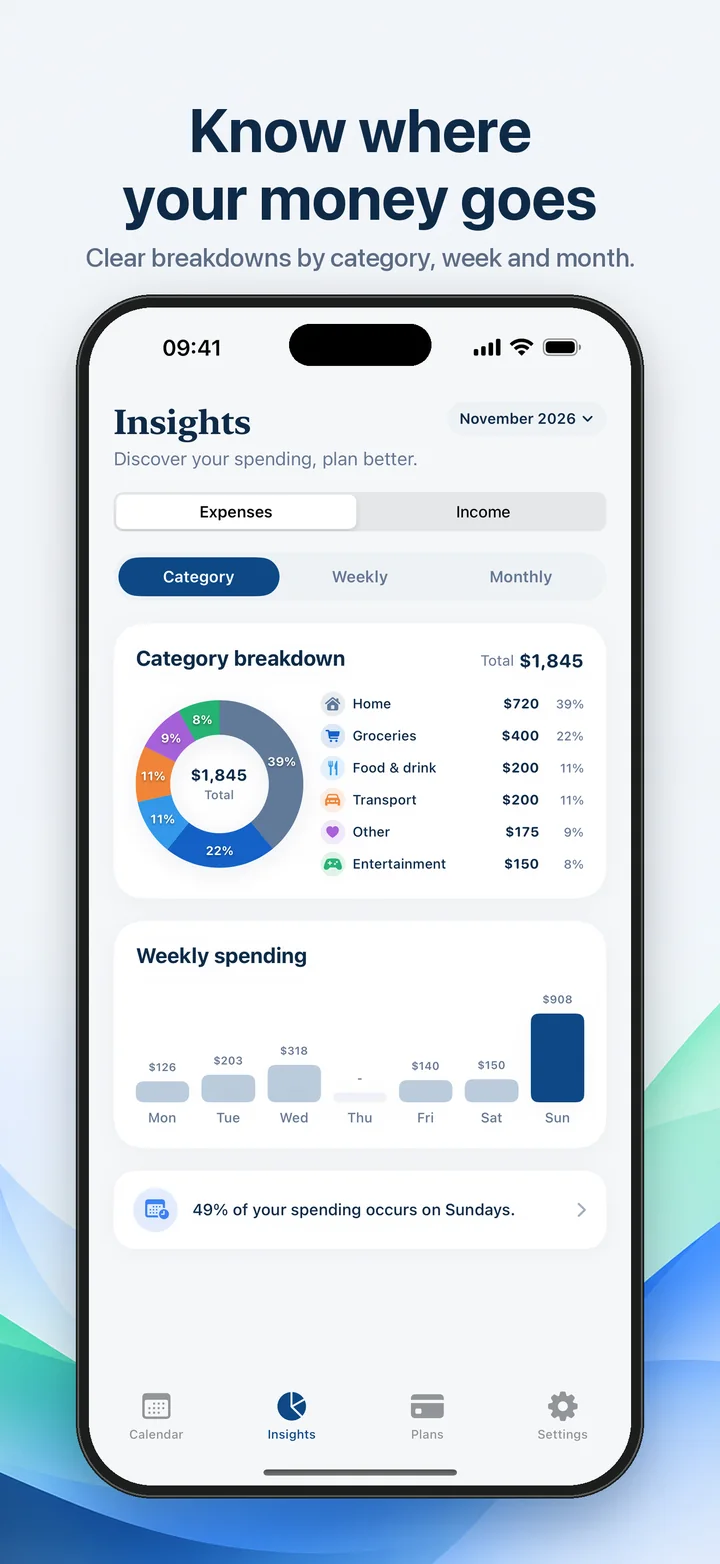 Know where
your money goes
Clear breakdowns by category, week and month.
09:41
Insights
November 2026
Discover your spending, plan better.
Expenses Income
Category Weekly Monthly
Category breakdown Total $1,845
8%
9%
39%
11%
11%
22%
$1,845
Total
Home $720 39%
Groceries $400 22%
Food & drink $200 11%
Transport $200 11%
Other $175 9%
Entertainment $150 8%
Weekly spending
$126 $203 $318 - $140 $150 $908
Mon Tue Wed Thu Fri Sat Sun
49% of your spending occurs on Sundays.
Calendar Insights Plans Settings